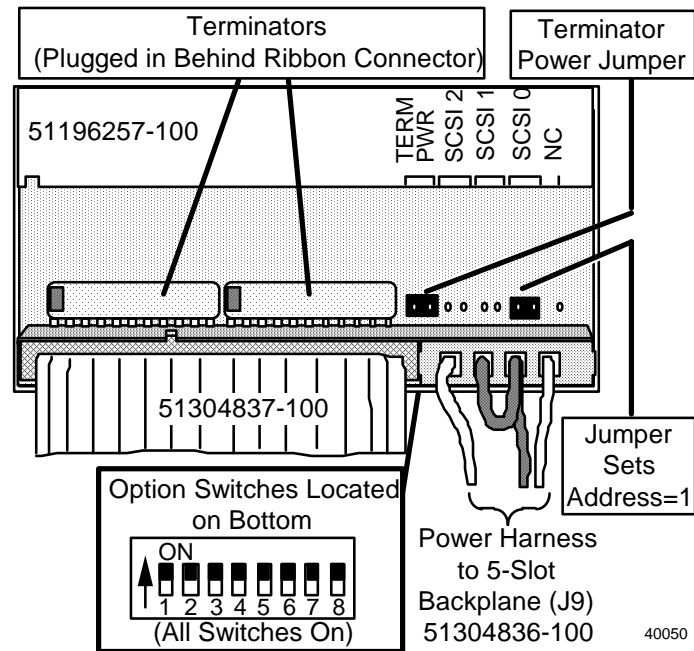 Terminators
(Plugged in Behind Ribbon Connector)
Terminator
Power Jumper
51196257-100
TERM
PWR
SCSI 2
SCSI 1
SCSI 0
NC
51304837-100
Jumper
Sets
Address=1
Option Switches Located
on Bottom
ON
1 2 3 4 5 6 7 8
(All Switches On)
Power Harness
to 5-Slot
Backplane (J9)
51304836-100
40050